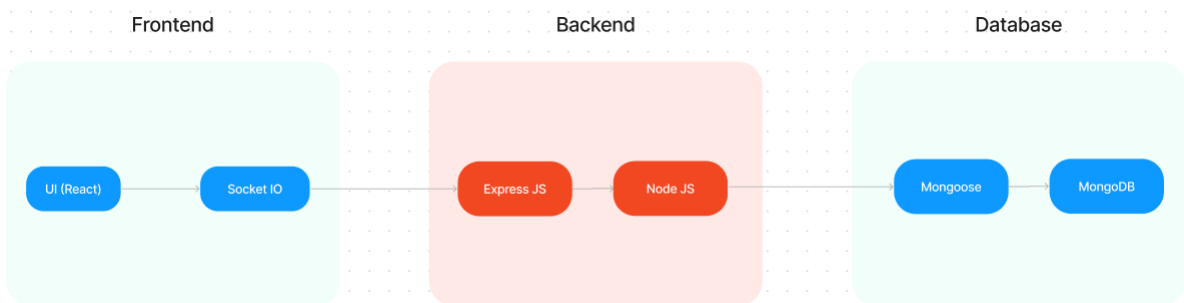 Frontend
Backend
Database
UI (React)
Socket IO
Express JS
Node JS
Mongoose
MongoDB